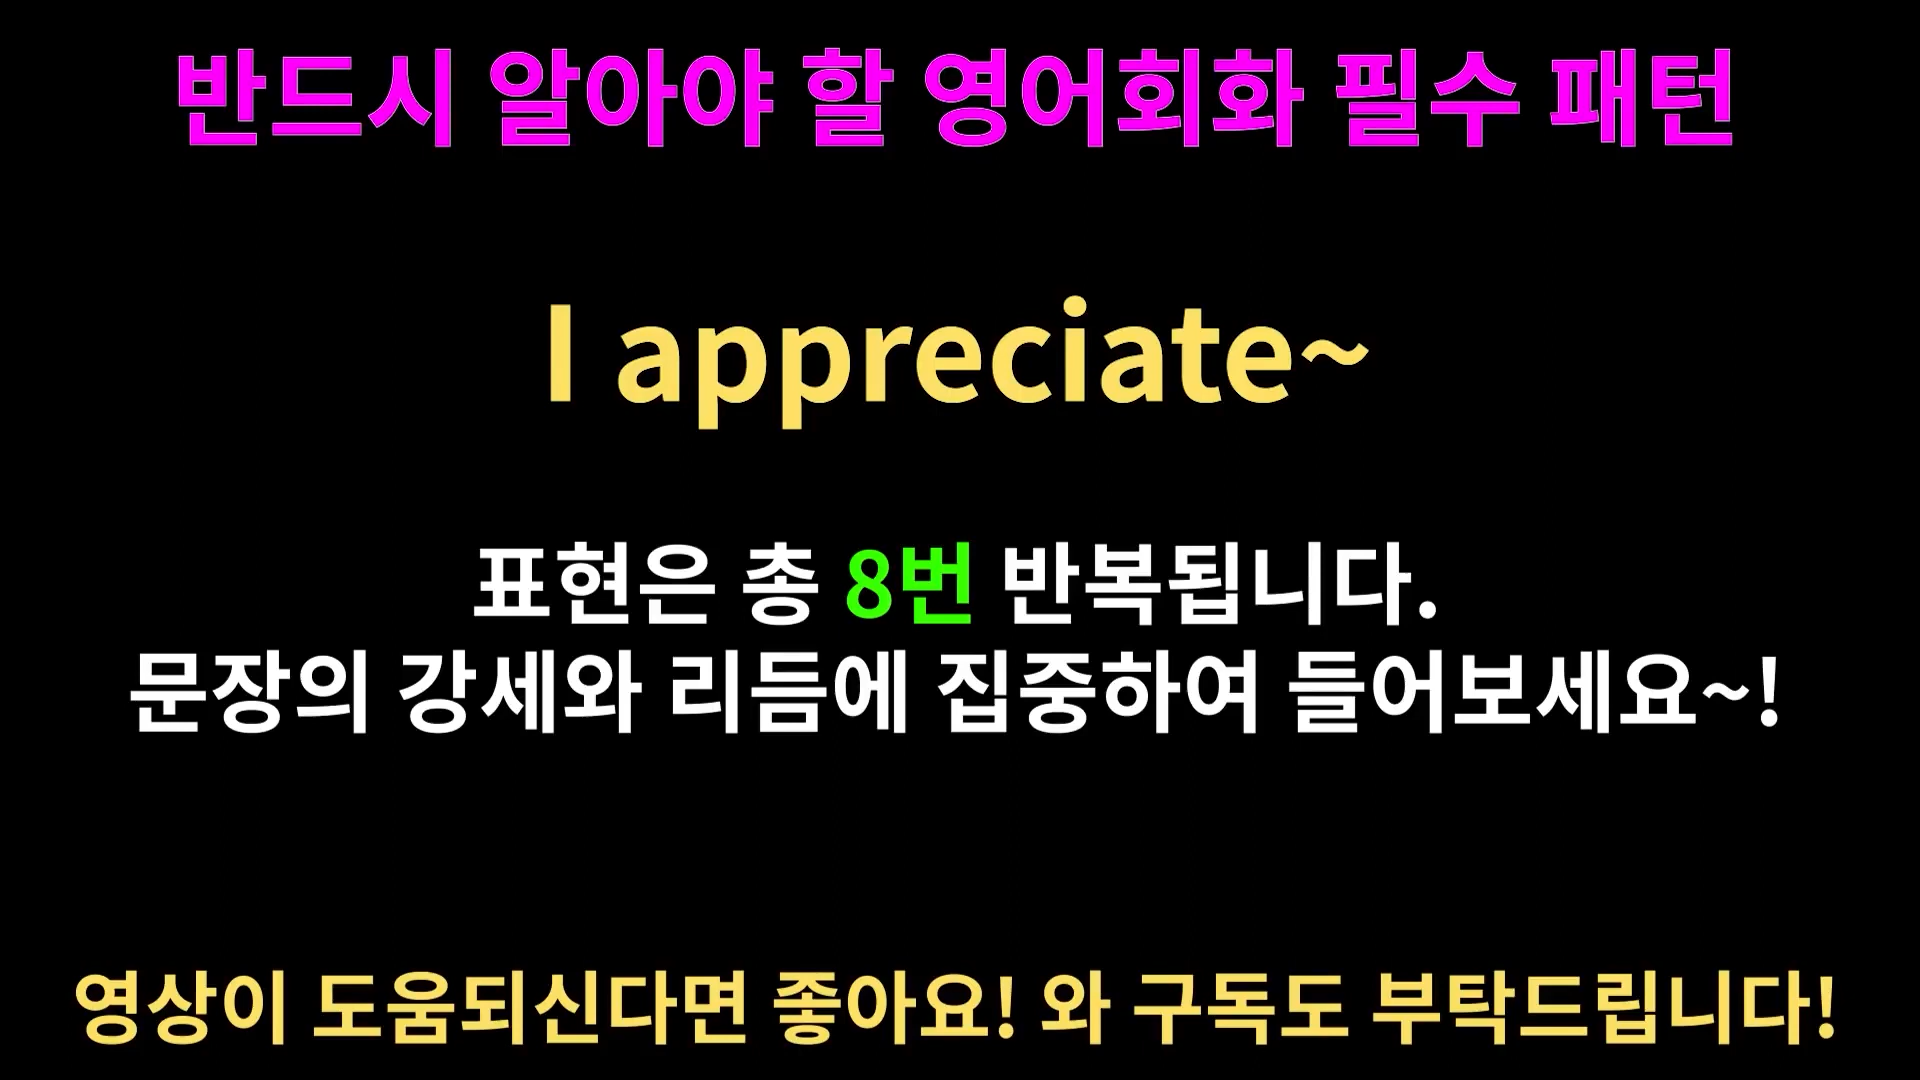 반드시 알아야 할 영어회화 필수 패턴
I appreciate~
표현은 총 8번 반복됩니다.
문장의 강세와 리듬에 집중하여 들어보세요~!
영상이 도움되신다면 좋아요! 와 구독도 부탁드립니다!